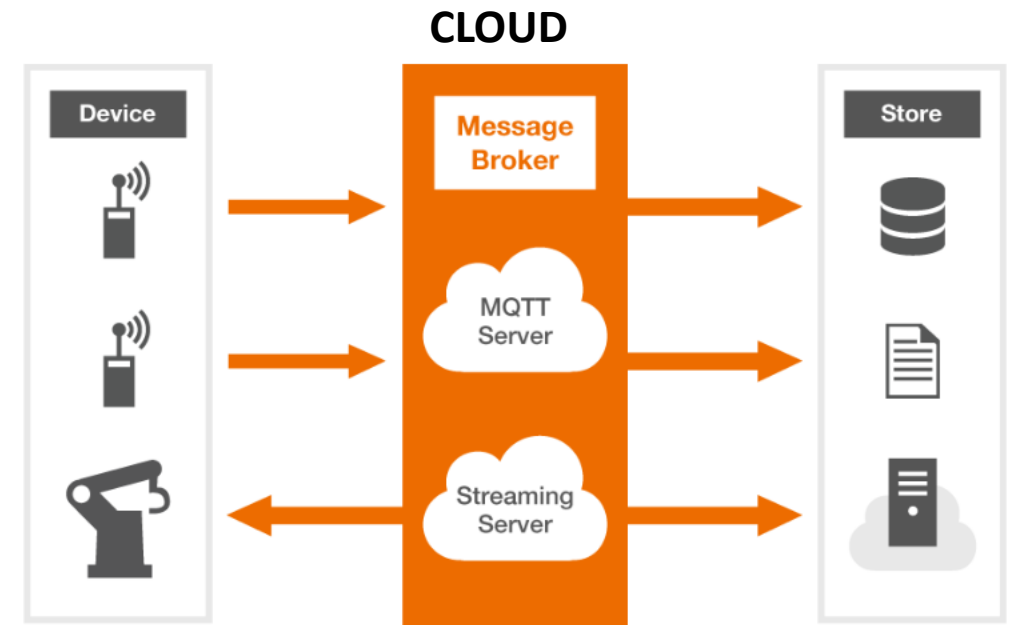 CLOUD
Device
Message
Broker
Store
MQTT
Server
Streaming
Server